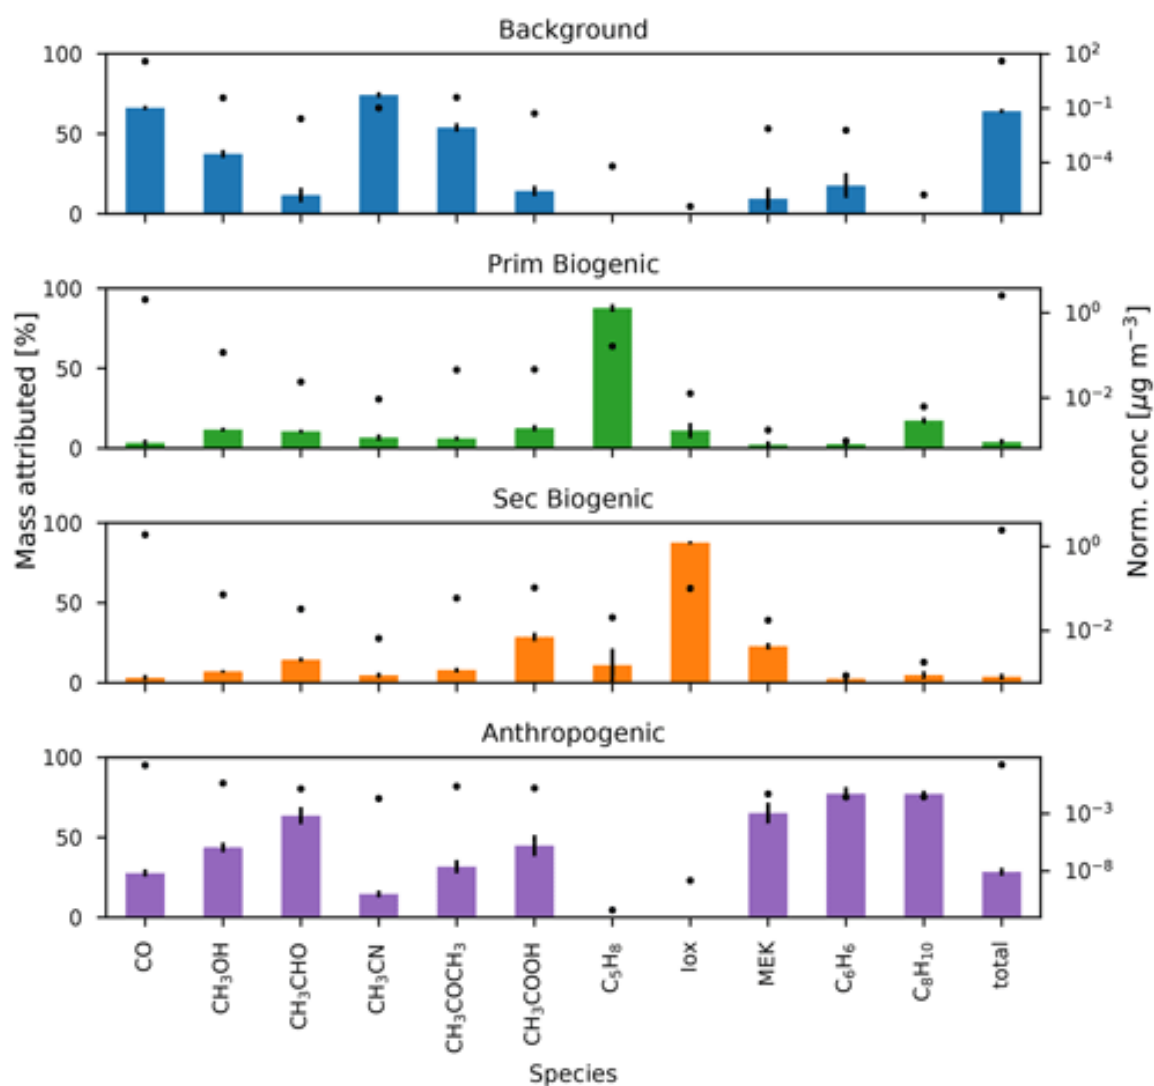 Background
100
50
0
10²
10⁻¹
10⁻⁴
Prim Biogenic
100
50
0
10⁰
10⁻²
Sec Biogenic
100
50
0
10⁰
10⁻²
Anthropogenic
100
50
0
10⁻³
10⁻⁸
Mass attributed [%]
Norm. conc [μg m⁻³]
CO
CH₃OH
CH₃CHO
CH₃CN
CH₃COCH₃
CH₃COOH
C₅H₈
Iox
MEK
C₆H₆
C₈H₁₀
total
Species